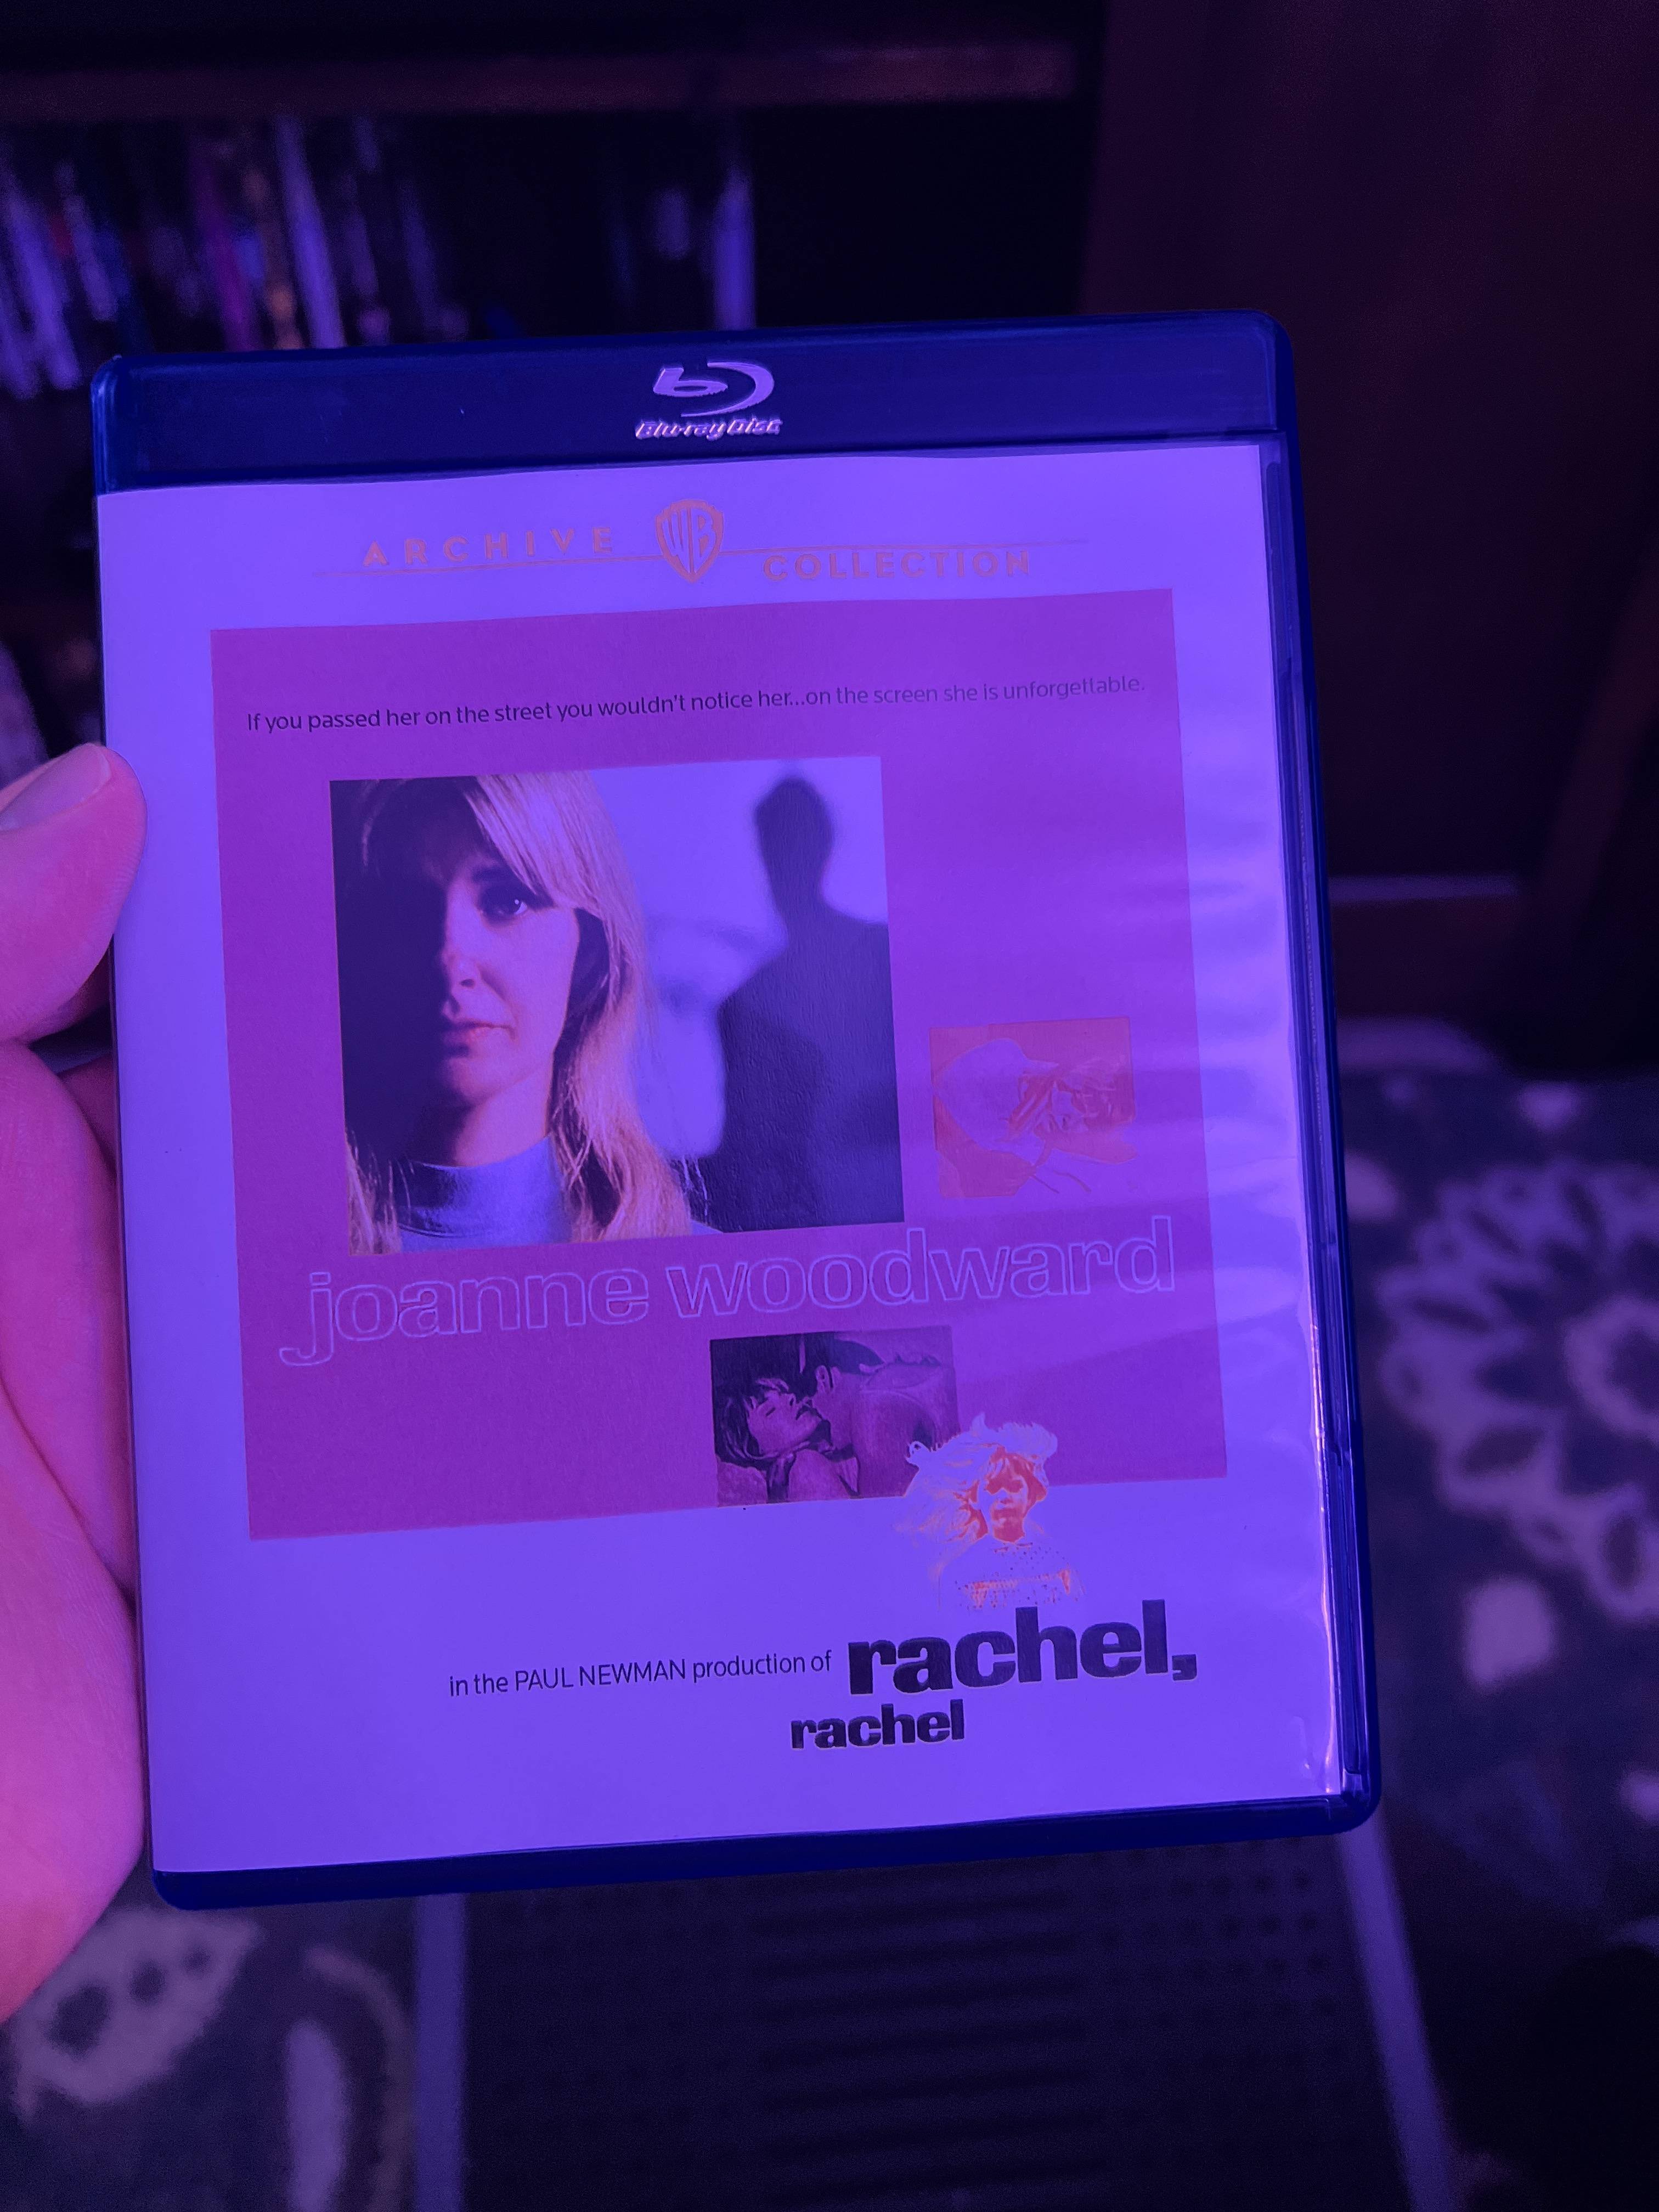 Blu-ray Disc
ARCHIVE WB COLLECTION
If you passed her on the street you wouldn't notice her...on the screen she is unforgettable.
joanne woodward
in the PAUL NEWMAN production of rachel,
rachel